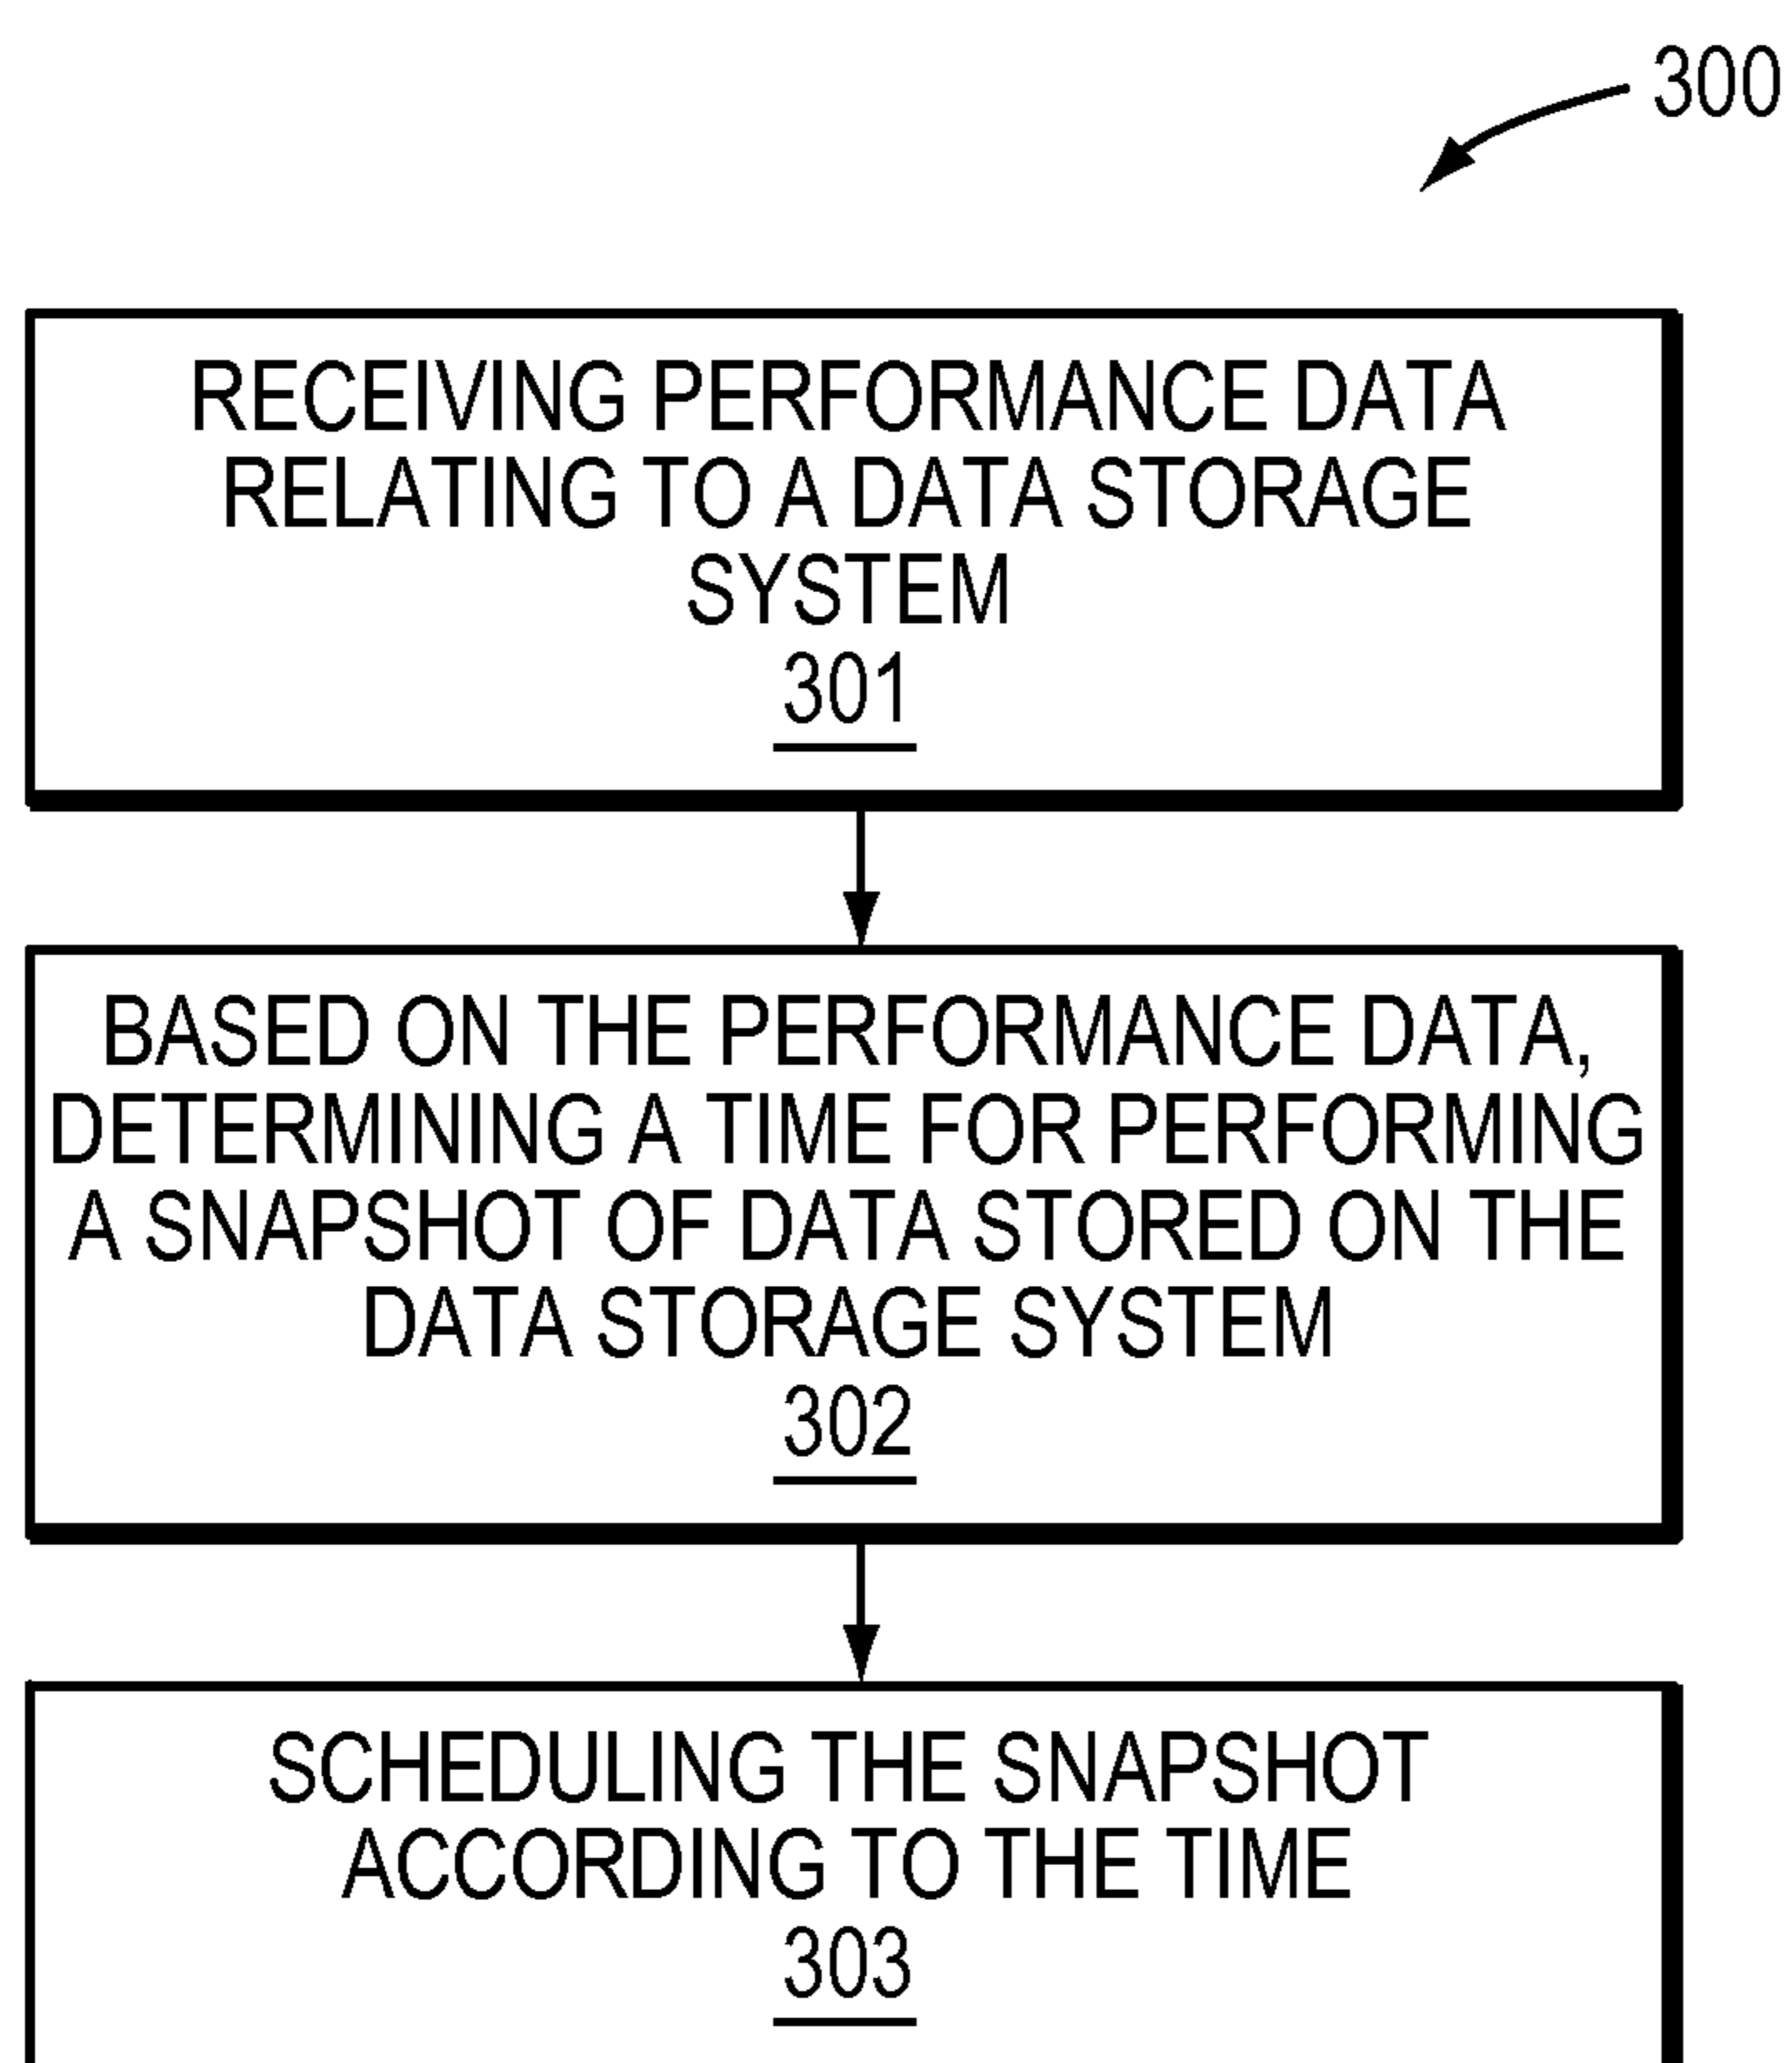 300
RECEIVING PERFORMANCE DATA
RELATING TO A DATA STORAGE
SYSTEM
301
BASED ON THE PERFORMANCE DATA,
DETERMINING A TIME FOR PERFORMING
A SNAPSHOT OF DATA STORED ON THE
DATA STORAGE SYSTEM
302
SCHEDULING THE SNAPSHOT
ACCORDING TO THE TIME
303